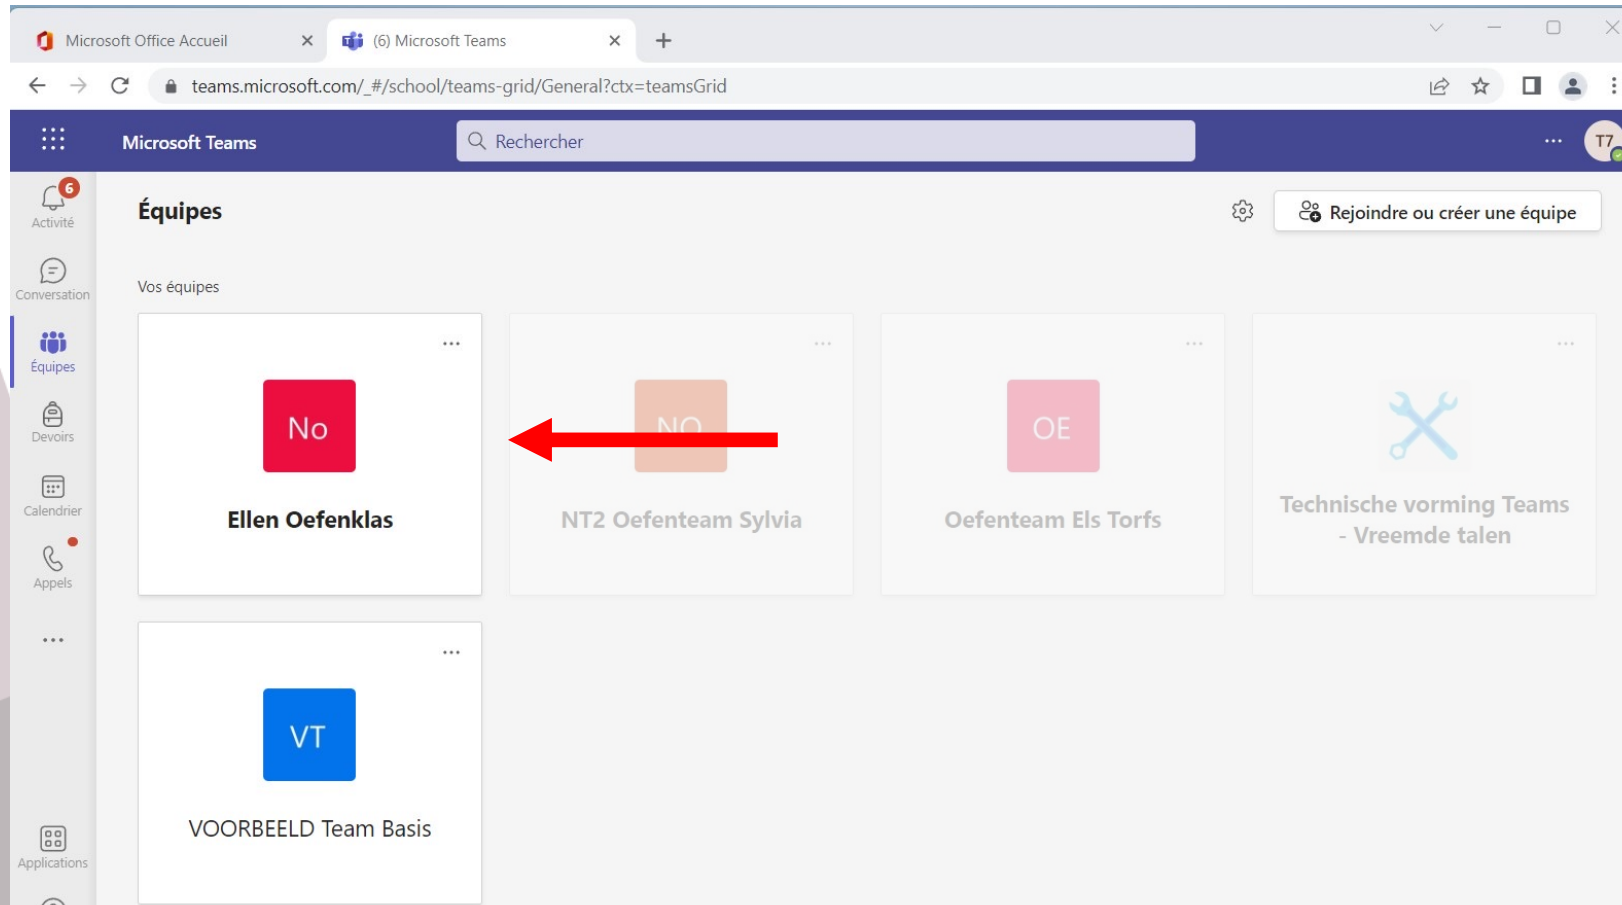 Microsoft Office Accueil
(6) Microsoft Teams
teams.microsoft.com/_#/school/teams-grid/General?ctx=teamsGrid
Microsoft Teams
Rechercher
T7
6
Activité
Conversation
Équipes
Devoirs
Calendrier
Appels
Applications
Équipes
Rejoindre ou créer une équipe
Vos équipes
No
Ellen Oefenklas
NO
NT2 Oefenteam Sylvia
OE
Oefenteam Els Torfs
Technische vorming Teams
- Vreemde talen
VT
VOORBEELD Team Basis